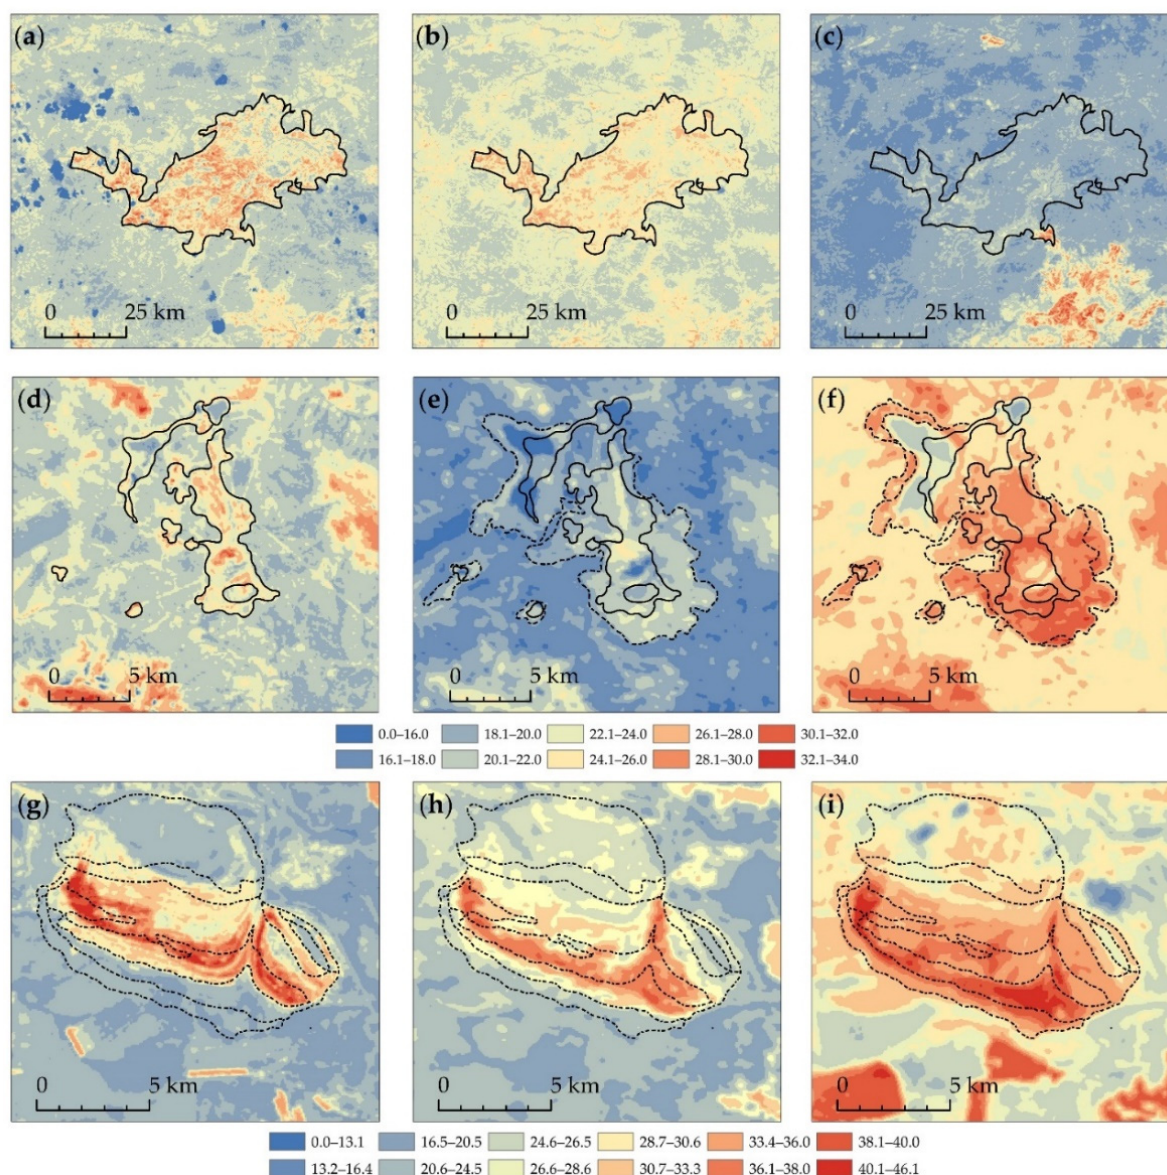 (a) (b) (c)
0 25 km 0 25 km 0 25 km
(d) (e) (f)
0 5 km 0 5 km 0 5 km
0.0–16.0 18.1–20.0 22.1–24.0 26.1–28.0 30.1–32.0
16.1–18.0 20.1–22.0 24.1–26.0 28.1–30.0 32.1–34.0
(g) (h) (i)
0 5 km 0 5 km 0 5 km
0.0–13.1 16.5–20.5 24.6–26.5 28.7–30.6 33.4–36.0 38.1–40.0
13.2–16.4 20.6–24.5 26.6–28.6 30.7–33.3 36.1–38.0 40.1–46.1